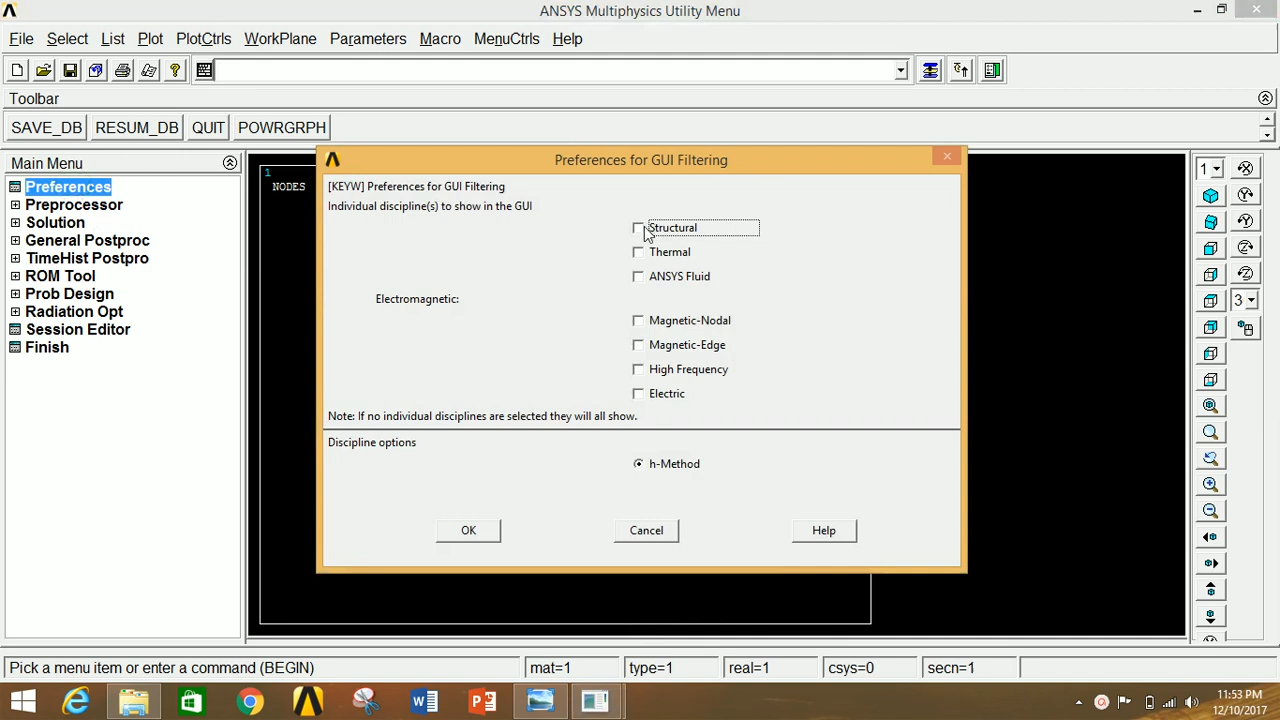 ANSYS Multiphysics Utility Menu
File Select List Plot PlotCtrls WorkPlane Parameters Macro MenuCtrls Help
Toolbar
SAVE_DB RESUM_DB QUIT POWRGRPH
Main Menu
Preferences
Preprocessor
Solution
General Postproc
TimeHist Postpro
ROM Tool
Prob Design
Radiation Opt
Session Editor
Finish
1
NODES
Preferences for GUI Filtering
[KEYW] Preferences for GUI Filtering
Individual discipline(s) to show in the GUI
Structural
Thermal
ANSYS Fluid
Electromagnetic:
Magnetic-Nodal
Magnetic-Edge
High Frequency
Electric
Note: If no individual disciplines are selected they will all show.
Discipline options
h-Method
OK Cancel Help
1
3
Pick a menu item or enter a command (BEGIN) mat=1 type=1 real=1 csys=0 secn=1
11:53 PM
12/10/2017